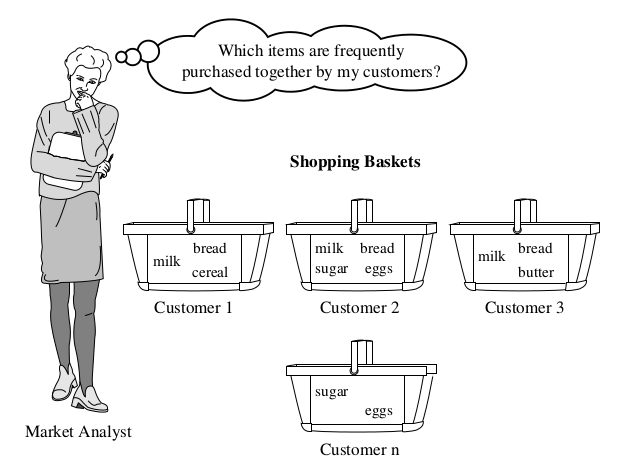 Which items are frequently
purchased together by my customers?
Shopping Baskets
milk bread
cereal
Customer 1
milk bread
sugar eggs
Customer 2
milk bread
butter
Customer 3
sugar
eggs
Customer n
Market Analyst